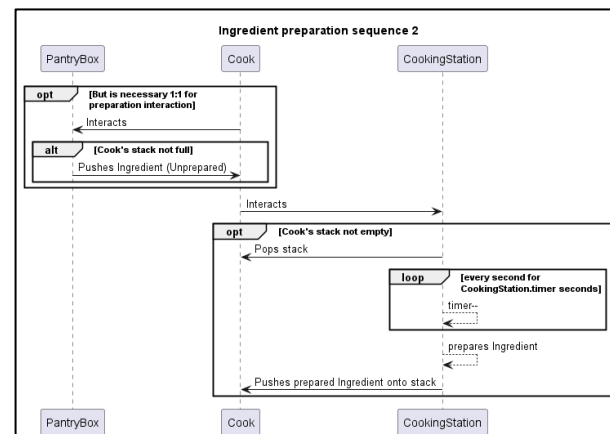 Ingredient preparation sequence 2
PantryBox Cook CookingStation
opt [But is necessary 1:1 for
preparation interaction]
Interacts
alt [Cook's stack not full]
Pushes Ingredient (Unprepared)
Interacts
opt [Cook's stack not empty]
Pops stack
loop [every second for
CookingStation.timer seconds]
timer--
prepares Ingredient
Pushes prepared Ingredient onto stack
PantryBox Cook CookingStation